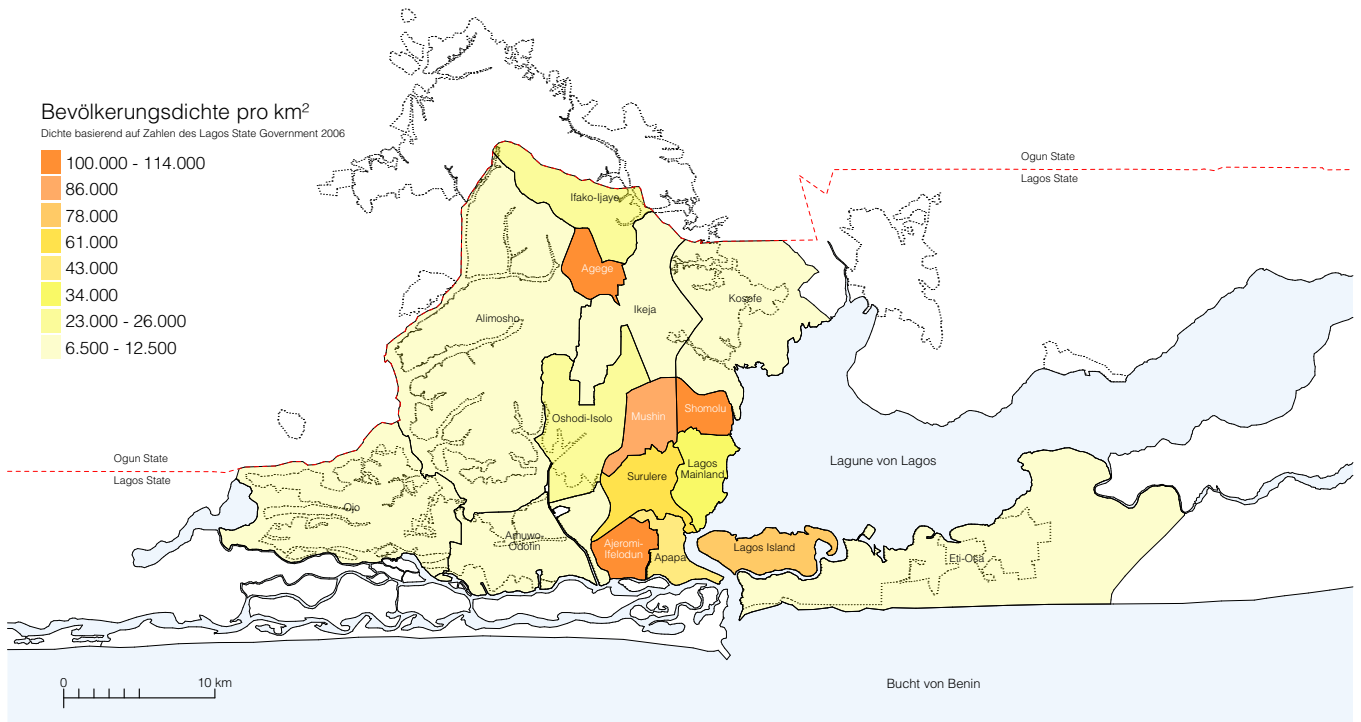 Bevölkerungsdichte pro km²
Dichte basierend auf Zahlen des Lagos State Government 2006
100.000 - 114.000
86.000
78.000
61.000
43.000
34.000
23.000 - 26.000
6.500 - 12.500
Ogun State
Lagos State
Ifako-Ijaye
Agege
Kosofe
Ikeja
Alimosho
Oshodi-Isolo
Mushin
Shomolu
Ogun State
Lagos State
Lagune von Lagos
Surulere
Lagos
Mainland
Ojo
Amuwo-
Odofin
Ajeromi-
Ifelodun
Apapa
Lagos Island
Eti-Osa
0
10 km
Bucht von Benin